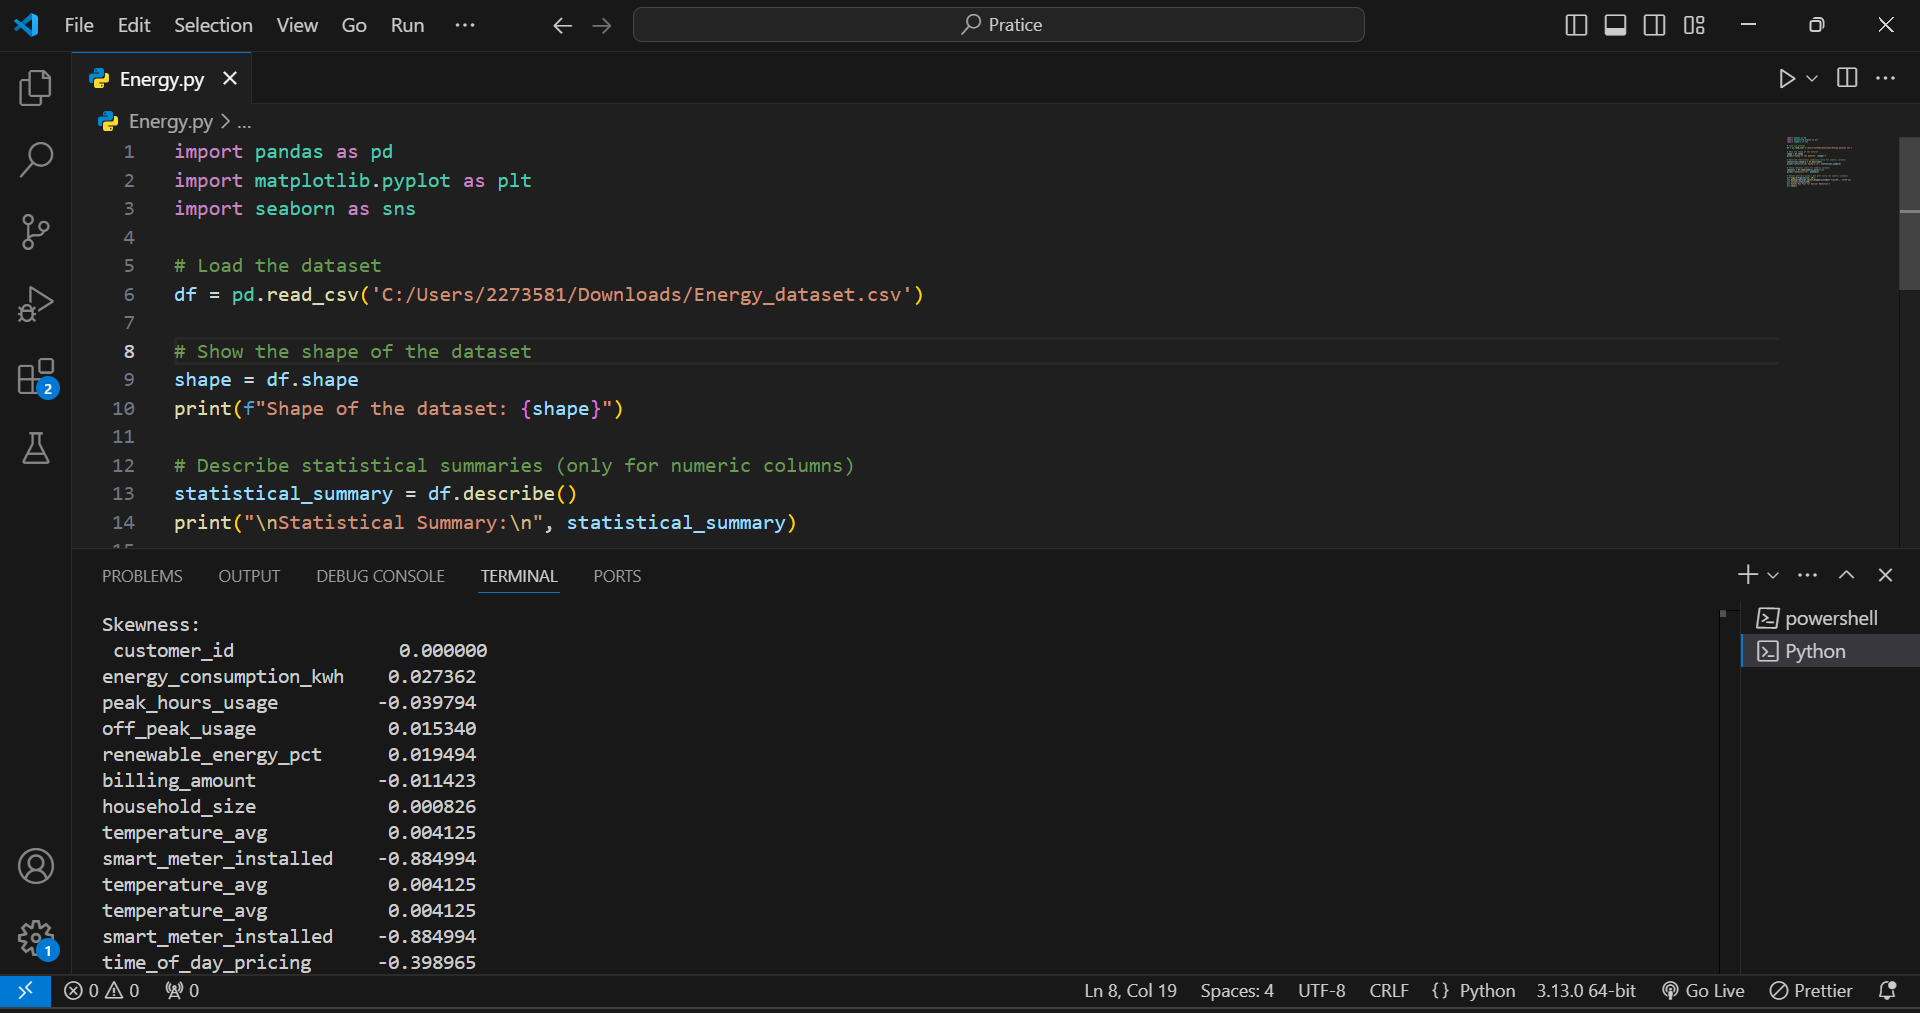 File Edit Selection View Go Run ··· Pratice
Energy.py
Energy.py > ...
1 import pandas as pd
2 import matplotlib.pyplot as plt
3 import seaborn as sns
4
5 # Load the dataset
6 df = pd.read_csv('C:/Users/2273581/Downloads/Energy_dataset.csv')
7
8 # Show the shape of the dataset
9 shape = df.shape
10 print(f"Shape of the dataset: {shape}")
11
12 # Describe statistical summaries (only for numeric columns)
13 statistical_summary = df.describe()
14 print("\nStatistical Summary:\n", statistical_summary)
15
2
PROBLEMS OUTPUT DEBUG CONSOLE TERMINAL PORTS
Skewness:
customer_id 0.000000
energy_consumption_kwh 0.027362
peak_hours_usage -0.039794
off_peak_usage 0.015340
renewable_energy_pct 0.019494
billing_amount -0.011423
household_size 0.000826
temperature_avg 0.004125
smart_meter_installed -0.884994
temperature_avg 0.004125
temperature_avg 0.004125
smart_meter_installed -0.884994
time_of_day_pricing -0.398965
powershell
Python
1
0 0 0 Ln 8, Col 19 Spaces: 4 UTF-8 CRLF {} Python 3.13.0 64-bit Go Live Prettier